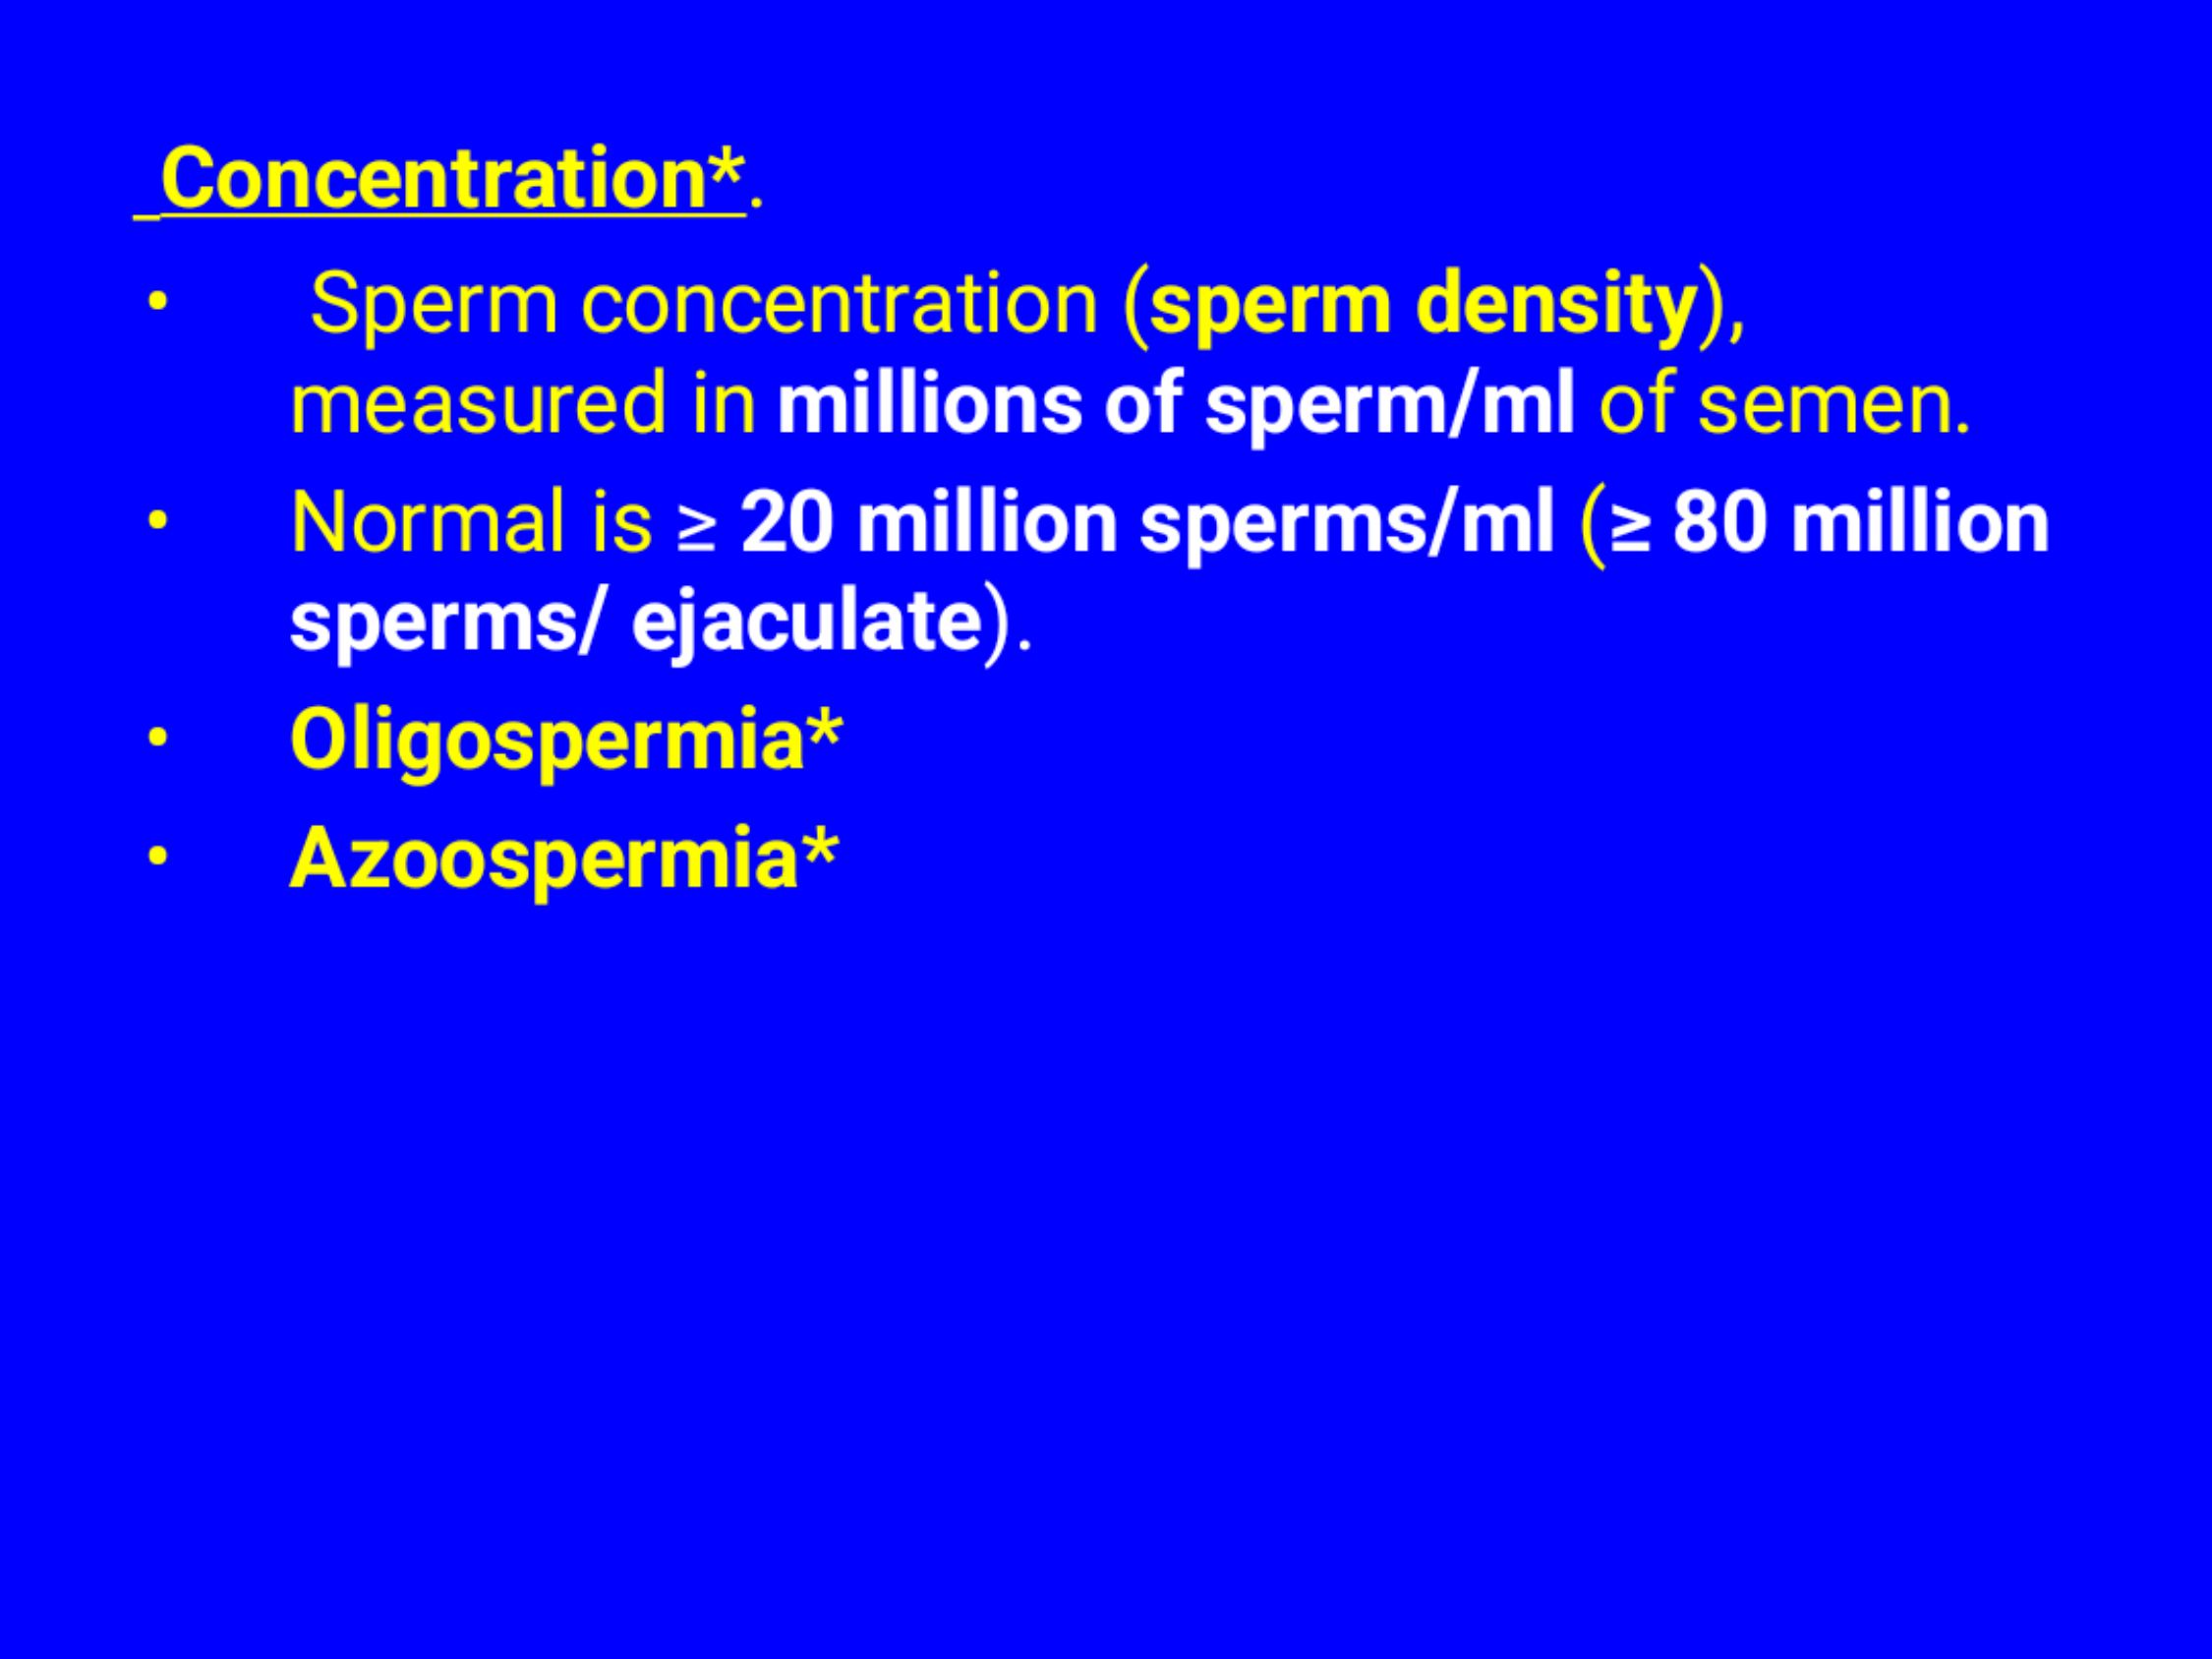 Concentration*.
• Sperm concentration (sperm density),
measured in millions of sperm/ml of semen.
• Normal is ≥ 20 million sperms/ml (≥ 80 million
sperms/ ejaculate).
• Oligospermia*
• Azoospermia*